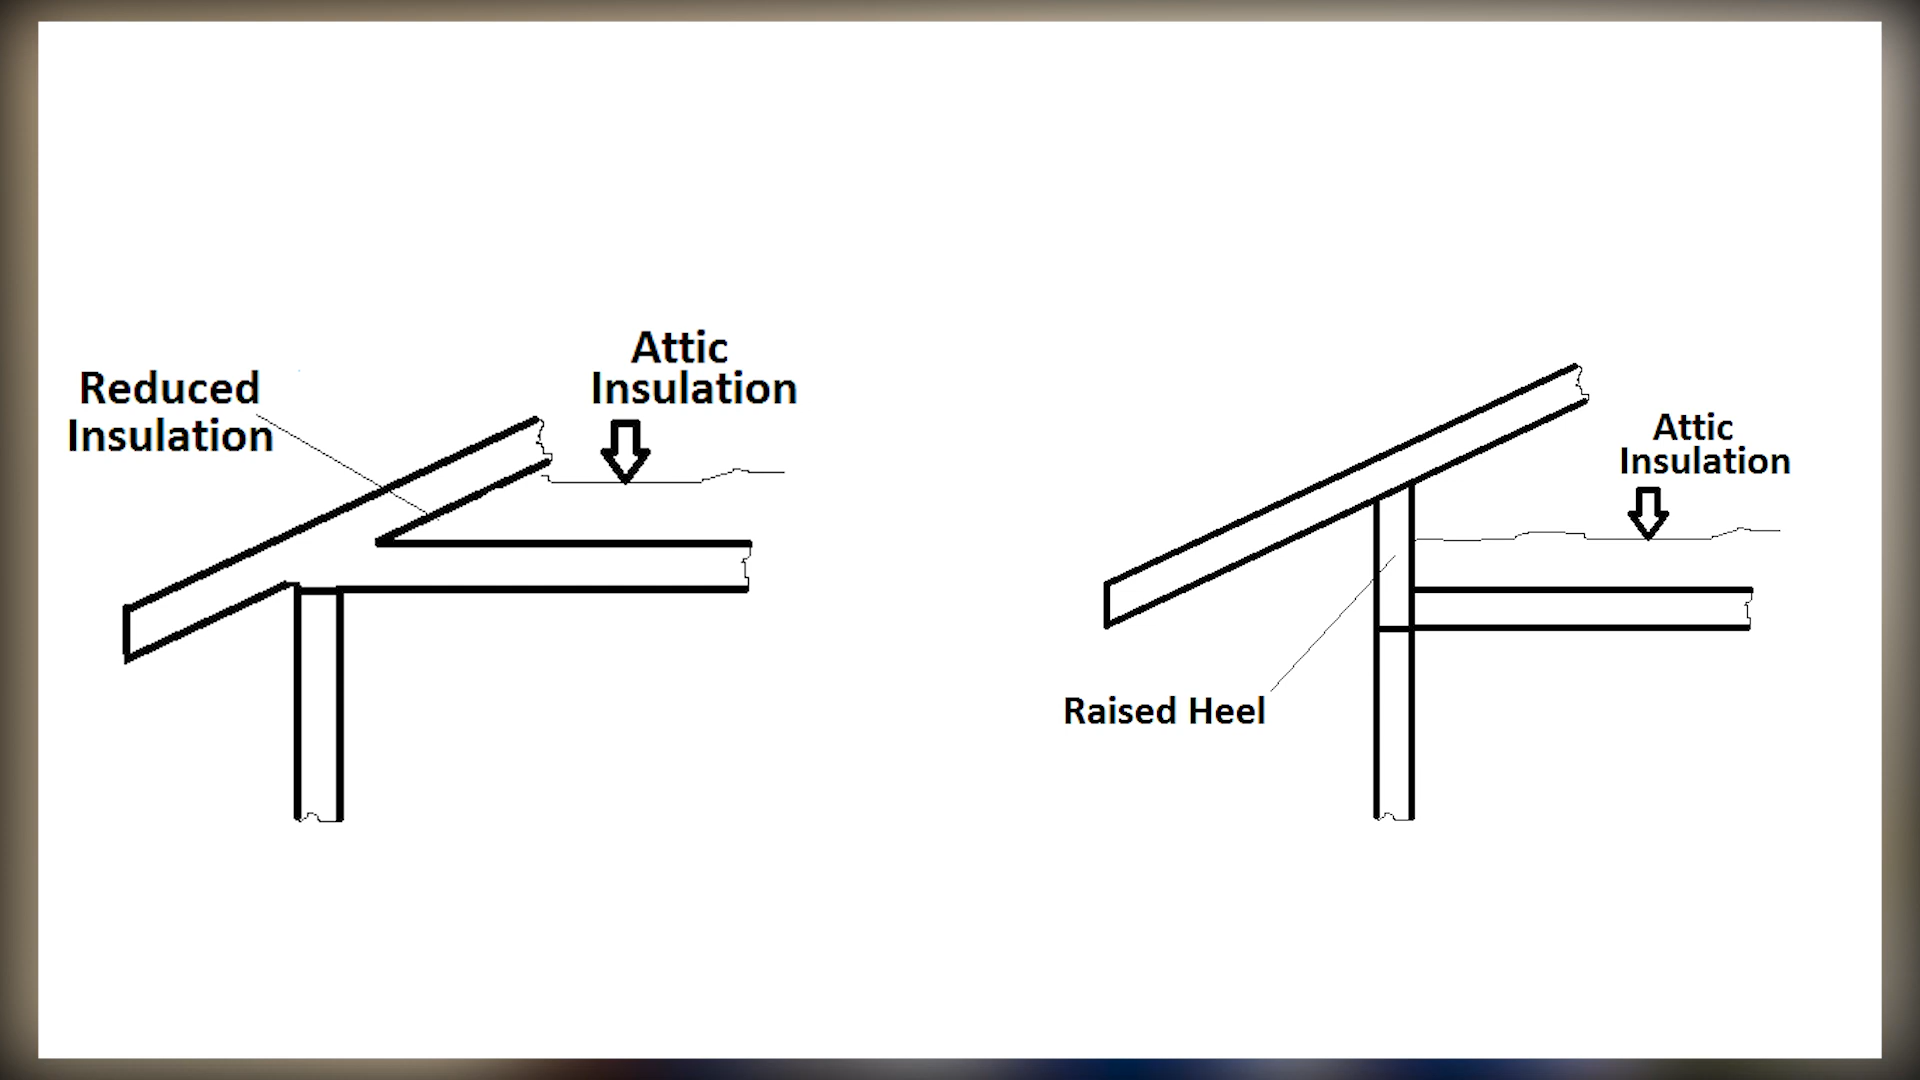 Reduced
Insulation
Attic
Insulation
Attic
Insulation
Raised Heel